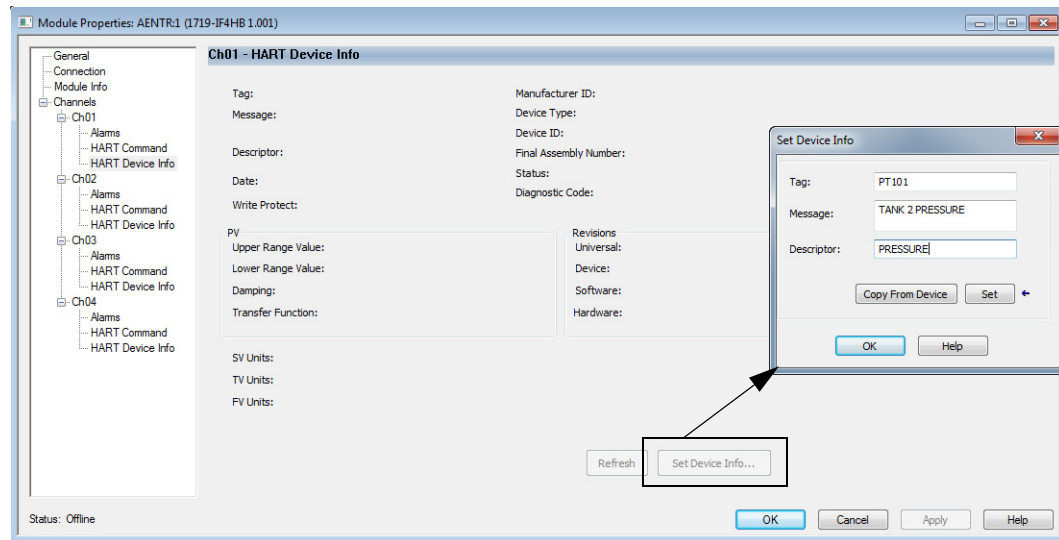 Module Properties: AENTR:1 (1719-IF4HB 1.001)
General
Connection
Module Info
Channels
Ch01
Alarms
HART Command
HART Device Info
Ch02
Alarms
HART Command
HART Device Info
Ch03
Alarms
HART Command
HART Device Info
Ch04
Alarms
HART Command
HART Device Info
Ch01 - HART Device Info
Tag:
Message:
Descriptor:
Date:
Write Protect:
Manufacturer ID:
Device Type:
Device ID:
Final Assembly Number:
Status:
Diagnostic Code:
PV
Upper Range Value:
Lower Range Value:
Damping:
Transfer Function:
Revisions
Universal:
Device:
Software:
Hardware:
SV Units:
TV Units:
FV Units:
Refresh
Set Device Info...
Set Device Info
Tag: PT101
Message: TANK 2 PRESSURE
Descriptor: PRESSURE
Copy From Device Set
OK Help
Status: Offline
OK Cancel Apply Help